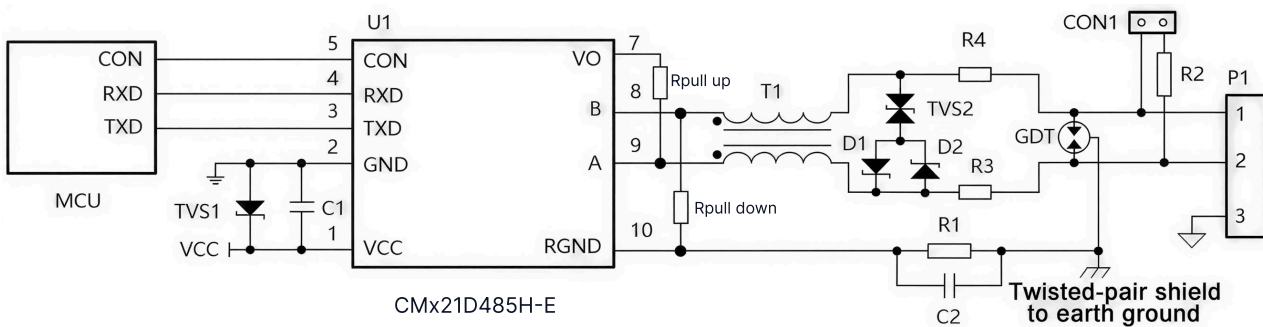 U1
CON1
MCU
CON
RXD
TXD
5
4
3
2
1
CON
RXD
TXD
GND
VCC
VO
B
A
RGND
7
8
9
10
Rpull up
Rpull down
T1
R4
TVS2
D1
D2
R3
GDT
R2
P1
1
2
3
TVS1
C1
VCC
R1
C2
CMx21D485H-E
Twisted-pair shield
to earth ground